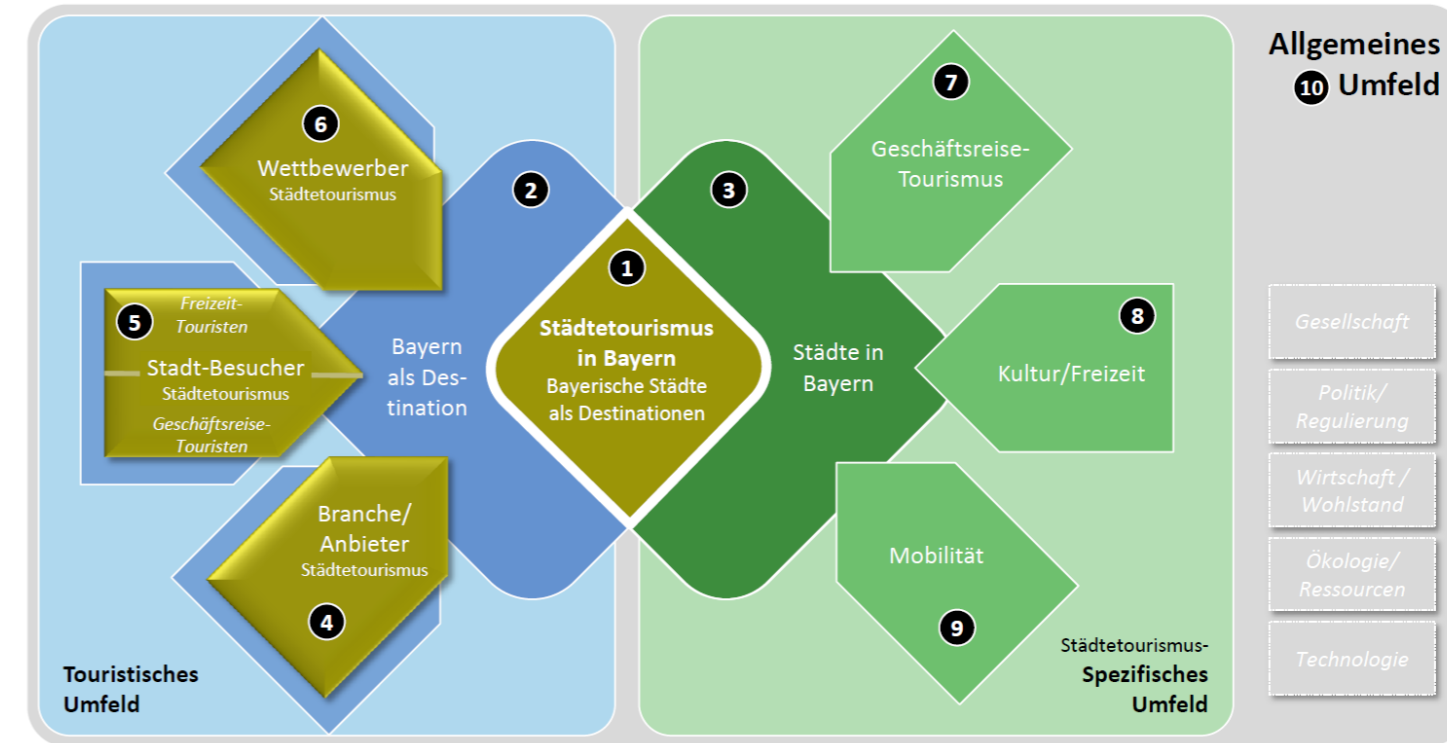 Allgemeines
10 Umfeld
6
Wettbewerber
Städtetourismus
5
Freizeit-
Touristen
Stadt-Besucher
Städtetourismus
Geschäftsreise-
Touristen
Branche/
Anbieter
Städtetourismus
4
Touristisches
Umfeld
2
Bayern
als Des-
tination
1
Städtetourismus
in Bayern
Bayerische Städte
als Destinationen
3
Städte in
Bayern
7
Geschäftsreise-
Tourismus
8
Kultur/Freizeit
Mobilität
9
Städtetourismus-
Spezifisches
Umfeld
Gesellschaft
Politik/
Regulierung
Wirtschaft /
Wohlstand
Ökologie/
Ressourcen
Technologie